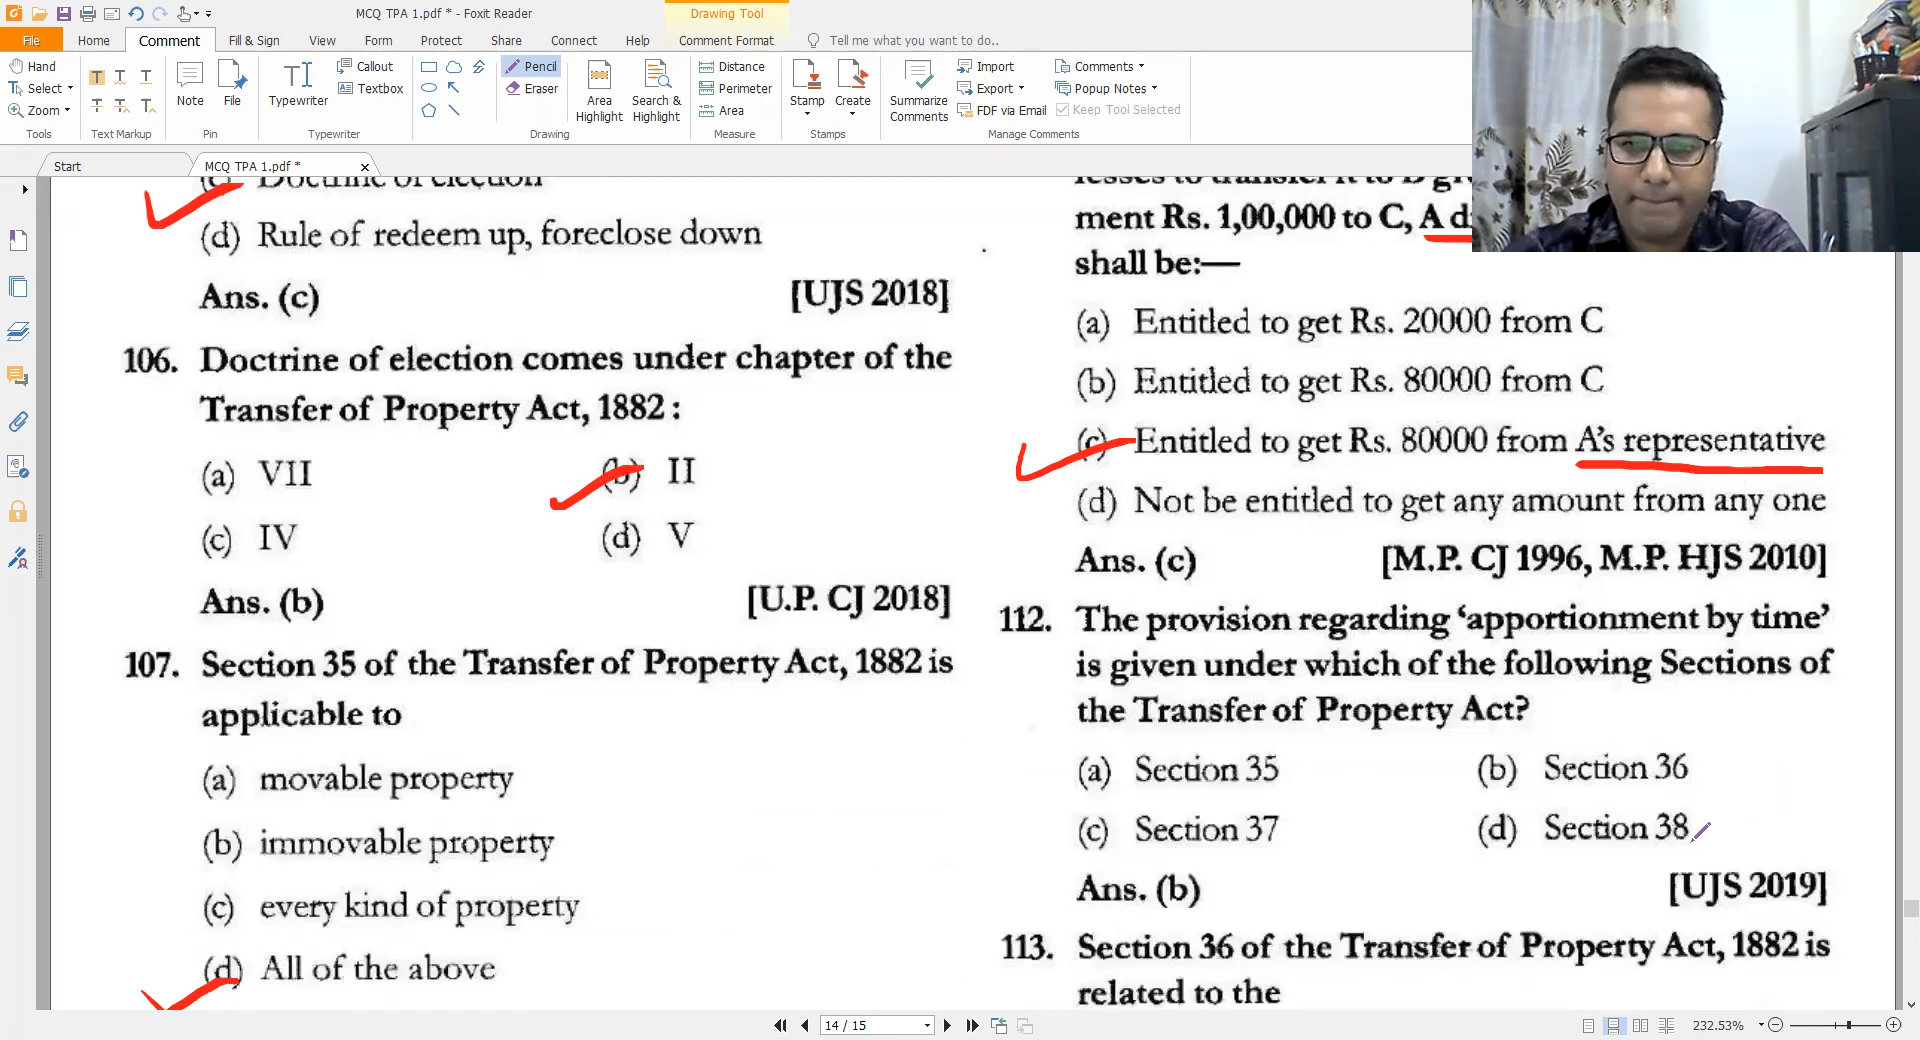 MCQ TPA 1.pdf * - Foxit Reader
Drawing Tool
File
Home
Comment
Fill & Sign
View
Form
Protect
Share
Connect
Help
Comment Format
Tell me what you want to do..
Hand
Select
Zoom
Tools
Text Markup
Note
File
Pin
Typewriter
Callout
Textbox
Typewriter
Pencil
Eraser
Area
Highlight
Search &
Highlight
Drawing
Distance
Perimeter
Area
Measure
Stamp
Create
Stamps
Summarize
Comments
Import
Export
FDF via Email
Comments
Popup Notes
Keep Tool Selected
Manage Comments
Start
MCQ TPA 1.pdf *
(c) Doctrine of election
(d) Rule of redeem up, foreclose down
Ans. (c) [UJS 2018]
106. Doctrine of election comes under chapter of the
Transfer of Property Act, 1882 :
(a) VII (b) II
(c) IV (d) V
Ans. (b) [U.P. CJ 2018]
107. Section 35 of the Transfer of Property Act, 1882 is
applicable to
(a) movable property
(b) immovable property
(c) every kind of property
(d) All of the above
to transfer it to
ment Rs. 1,00,000 to C, A
shall be:—
(a) Entitled to get Rs. 20000 from C
(b) Entitled to get Rs. 80000 from C
(c) Entitled to get Rs. 80000 from A's representative
(d) Not be entitled to get any amount from any one
Ans. (c) [M.P. CJ 1996, M.P. HJS 2010]
112. The provision regarding 'apportionment by time'
is given under which of the following Sections of
the Transfer of Property Act?
(a) Section 35 (b) Section 36
(c) Section 37 (d) Section 38
Ans. (b) [UJS 2019]
113. Section 36 of the Transfer of Property Act, 1882 is
related to the
14 / 15
232.53%